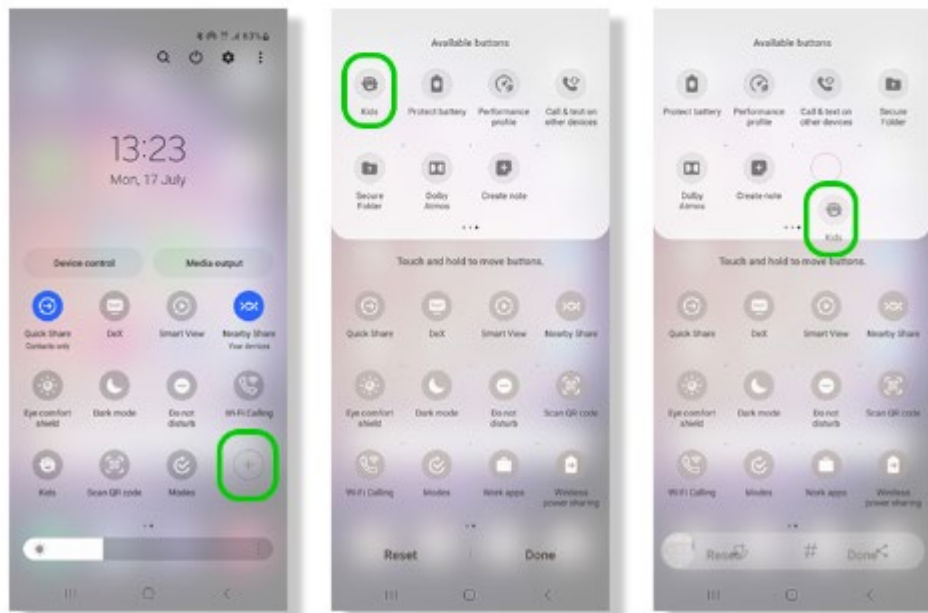 63%
13:23
Mon, 17 July
Device control Media output
Quick Share DeX Smart View Nearby Share
Contacts only Your devices
Eye comfort shield Dark mode Do not disturb Wi-Fi Calling
Kids Scan QR code Modes
Available buttons
Kids Protect battery Performance profile Call & text on other devices
Secure Folder Dolby Atmos Create note
Touch and hold to move buttons.
Quick Share DeX Smart View Nearby Share
Eye comfort shield Dark mode Do not disturb Scan QR code
Wi-Fi Calling Modes Work apps Wireless power sharing
Reset Done
Available buttons
Protect battery Performance profile Call & text on other devices Secure Folder
Dolby Atmos Create note
Kids
Touch and hold to move buttons.
Quick Share DeX Smart View Nearby Share
Eye comfort shield Dark mode Do not disturb Scan QR code
Wi-Fi Calling Modes Work apps Wireless power sharing
Reset # Done